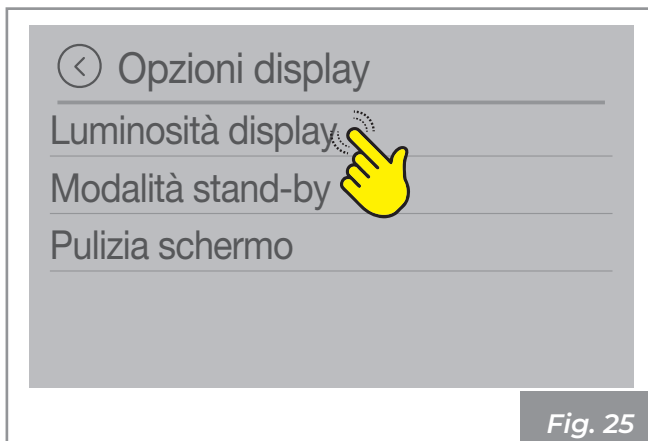 Opzioni display
Luminosità display
Modalità stand-by
Pulizia schermo
Fig. 25